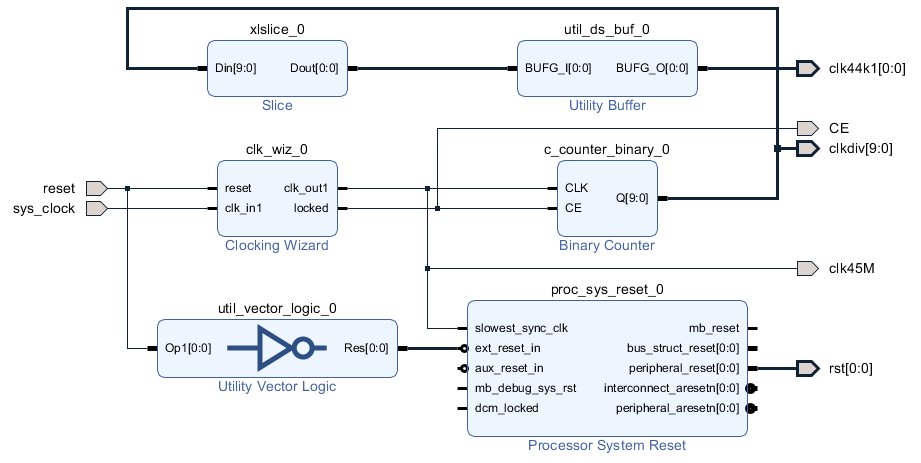 xlslice_0
Din[9:0]
Dout[0:0]
Slice
util_ds_buf_0
BUFG_I[0:0]
BUFG_O[0:0]
Utility Buffer
clk44k1[0:0]
CE
clkdiv[9:0]
reset
sys_clock
clk_wiz_0
reset
clk_out1
clk_in1
locked
Clocking Wizard
c_counter_binary_0
CLK
CE
Q[9:0]
Binary Counter
clk45M
util_vector_logic_0
Op1[0:0]
Res[0:0]
Utility Vector Logic
proc_sys_reset_0
slowest_sync_clk
mb_reset
ext_reset_in
bus_struct_reset[0:0]
aux_reset_in
peripheral_reset[0:0]
mb_debug_sys_rst
interconnect_aresetn[0:0]
dcm_locked
peripheral_aresetn[0:0]
Processor System Reset
rst[0:0]